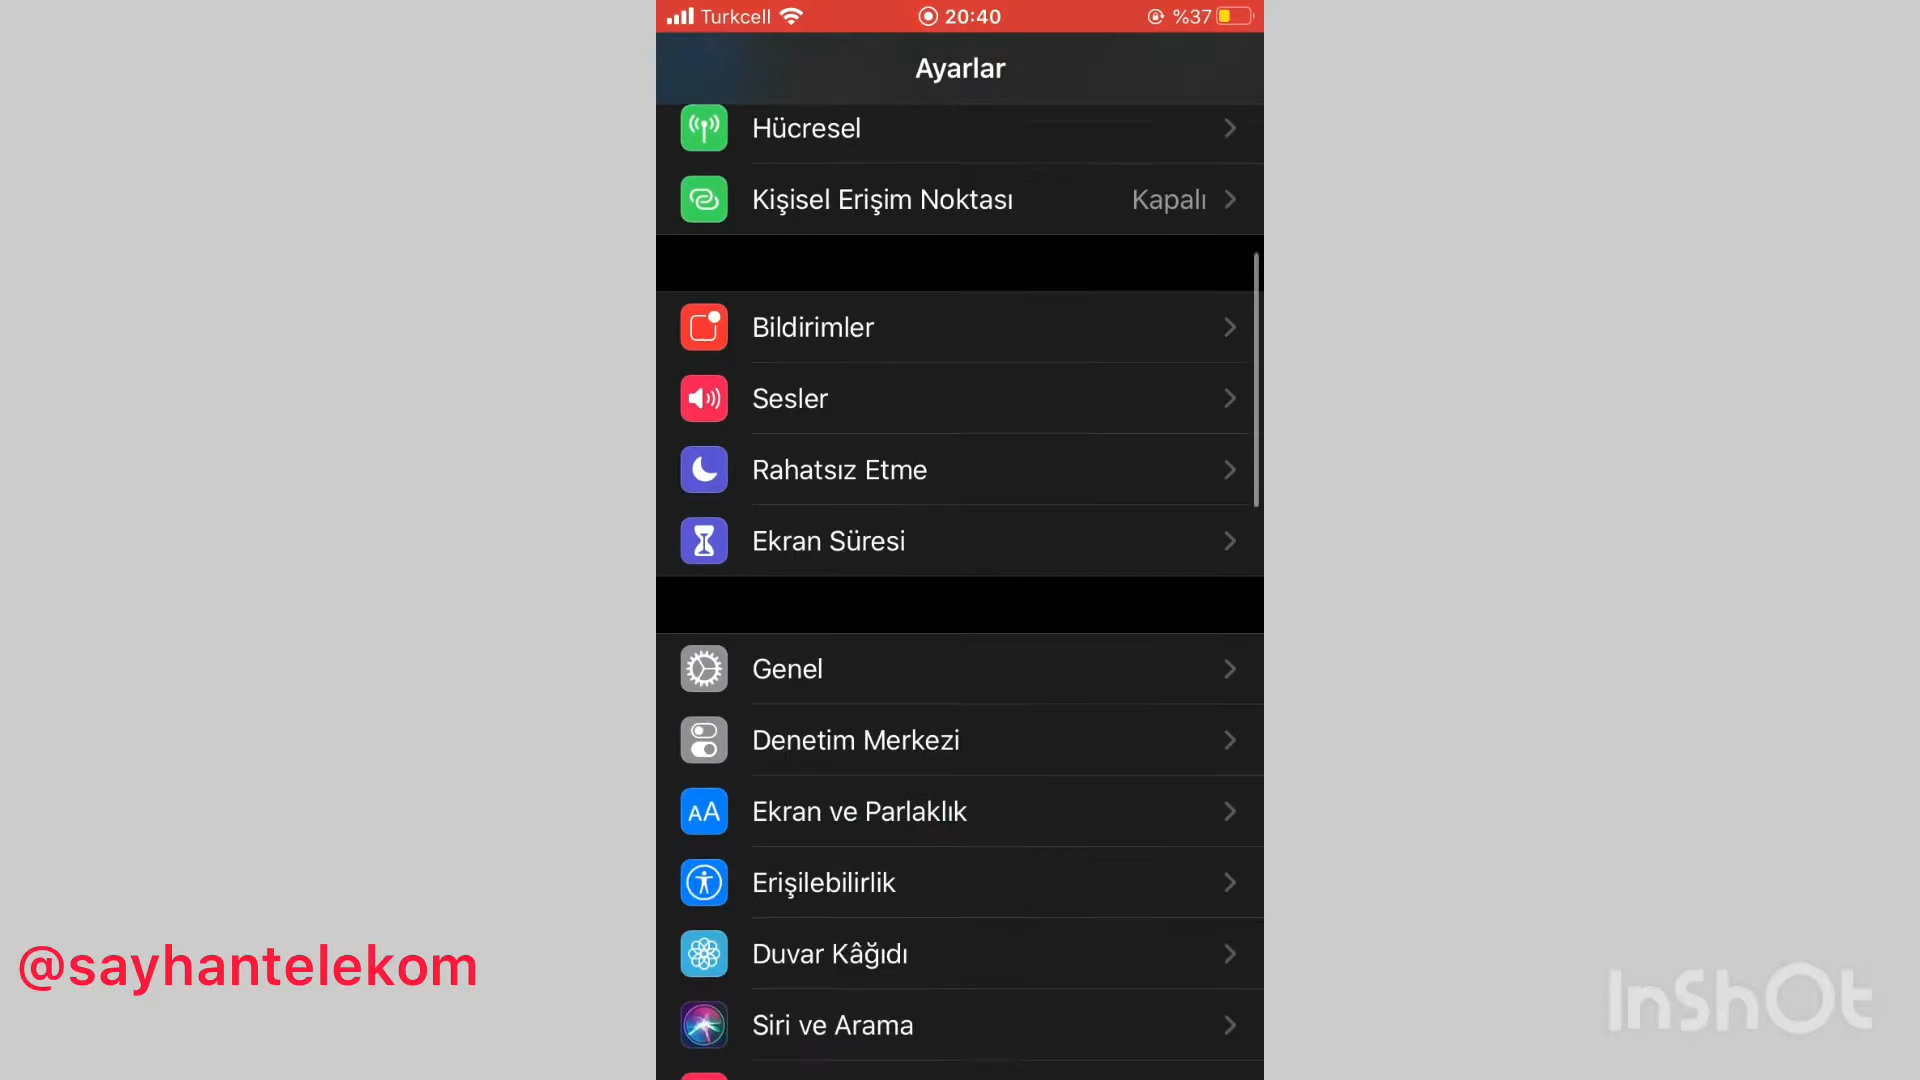 Turkcell 20:40 %37
Ayarlar
Hücresel
Kişisel Erişim Noktası Kapalı
Bildirimler
Sesler
Rahatsız Etme
Ekran Süresi
Genel
Denetim Merkezi
AA Ekran ve Parlaklık
Erişilebilirlik
Duvar Kâğıdı
Siri ve Arama
@sayhantelekom
InShOt